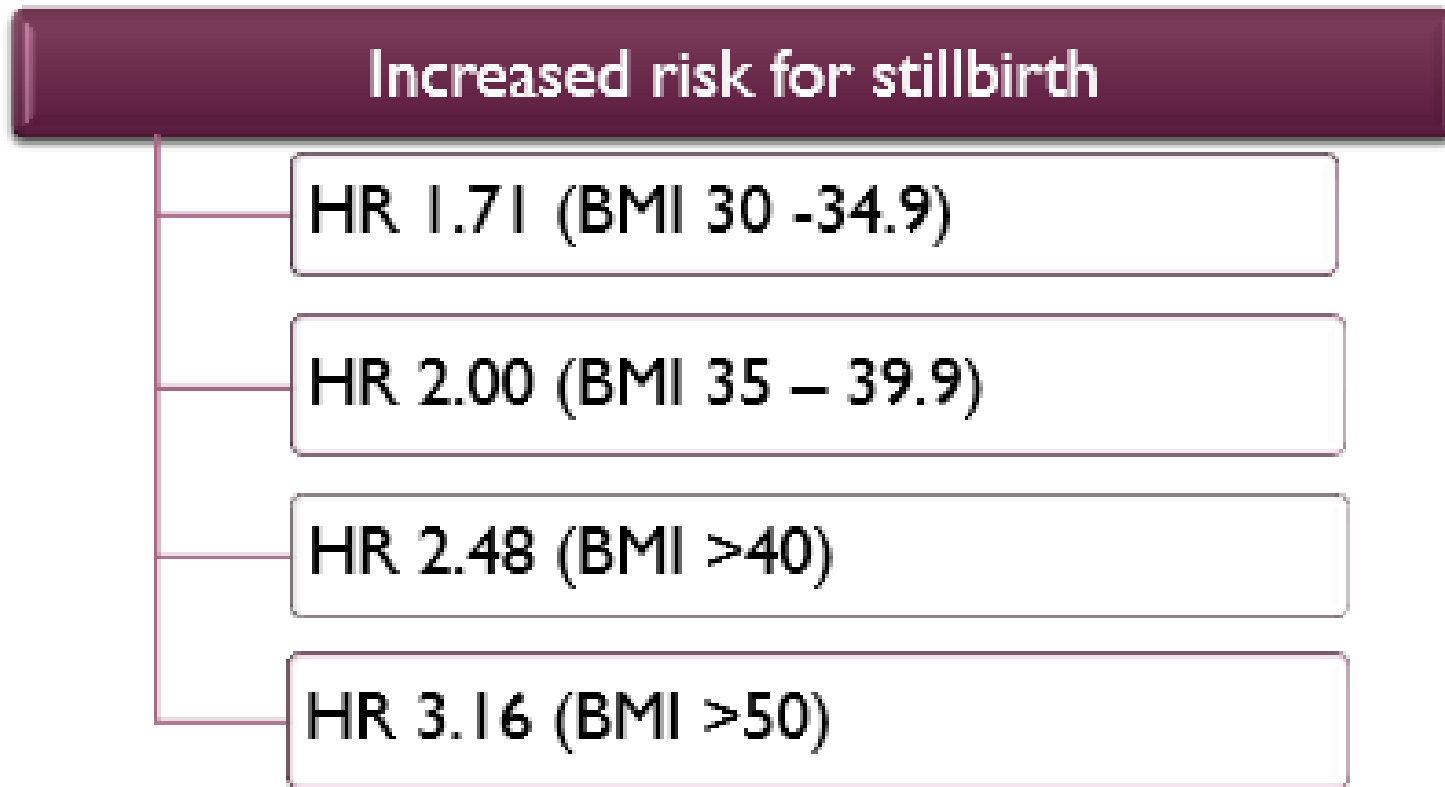 Increased risk for stillbirth
HR 1.71 (BMI 30 -34.9)
HR 2.00 (BMI 35 – 39.9)
HR 2.48 (BMI >40)
HR 3.16 (BMI >50)